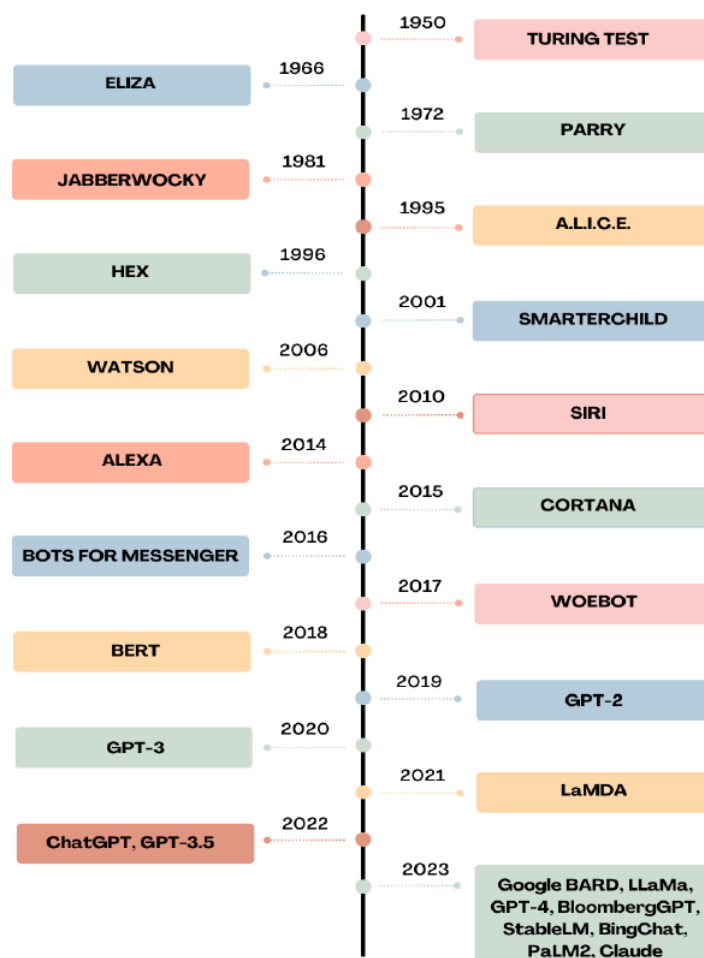 1950
TURING TEST
1966
ELIZA
1972
PARRY
1981
JABBERWOCKY
1995
A.L.I.C.E.
1996
HEX
2001
SMARTERCHILD
2006
WATSON
2010
SIRI
2014
ALEXA
2015
CORTANA
2016
BOTS FOR MESSENGER
2017
WOEBOT
2018
BERT
2019
GPT-2
2020
GPT-3
2021
LaMDA
2022
ChatGPT, GPT-3.5
2023
Google BARD, LLaMa,
GPT-4, BloombergGPT,
StableLM, BingChat,
PaLM2, Claude